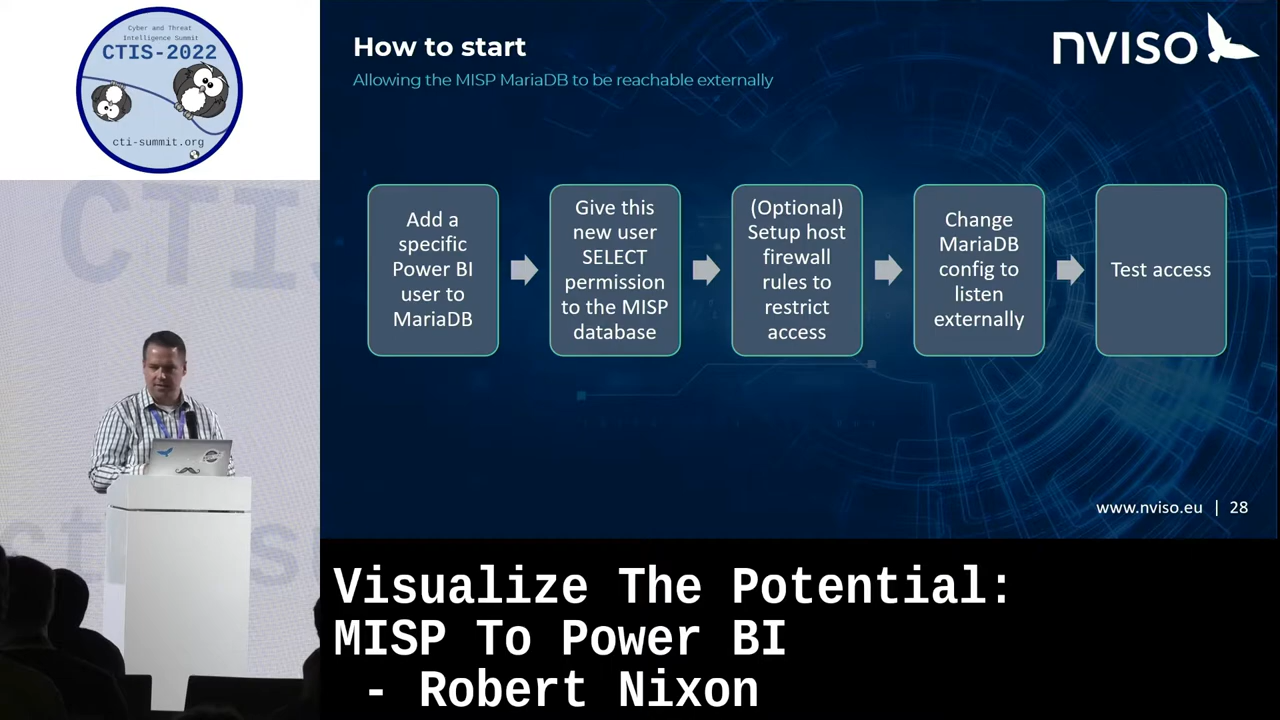 Cyber and Threat
Intelligence Summit
CTIS-2022
cti-summit.org
How to start
Allowing the MISP MariaDB to be reachable externally
nviso
Add a
specific
Power BI
user to
MariaDB
Give this
new user
SELECT
permission
to the MISP
database
(Optional)
Setup host
firewall
rules to
restrict
access
Change
MariaDB
config to
listen
externally
Test access
www.nviso.eu | 28
CTIS
Visualize The Potential:
MISP To Power BI
- Robert Nixon